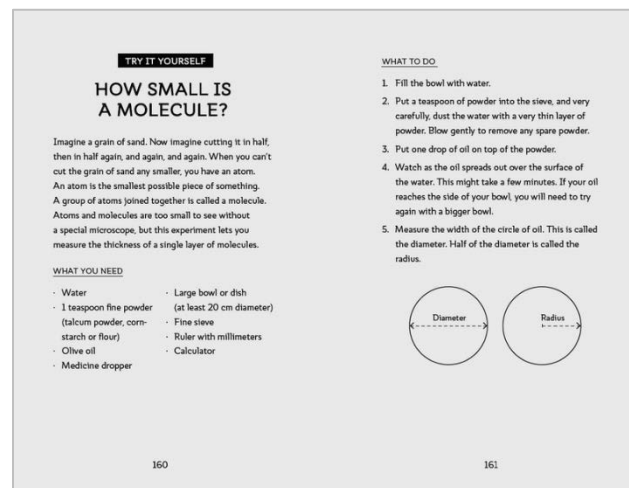 TRY IT YOURSELF
HOW SMALL IS
A MOLECULE?
Imagine a grain of sand. Now imagine cutting it in half,
then in half again, and again, and again. When you can't
cut the grain of sand any smaller, you have an atom.
An atom is the smallest possible piece of something.
A group of atoms joined together is called a molecule.
Atoms and molecules are too small to see without
a special microscope, but this experiment lets you
measure the thickness of a single layer of molecules.
WHAT YOU NEED
· Water
· 1 teaspoon fine powder
(talcum powder, corn-
starch or flour)
· Olive oil
· Medicine dropper
· Large bowl or dish
(at least 20 cm diameter)
· Fine sieve
· Ruler with millimeters
· Calculator
160
WHAT TO DO
1. Fill the bowl with water.
2. Put a teaspoon of powder into the sieve, and very
carefully, dust the water with a very thin layer of
powder. Blow gently to remove any spare powder.
3. Put one drop of oil on top of the powder.
4. Watch as the oil spreads out over the surface of
the water. This might take a few minutes. If your oil
reaches the side of your bowl, you will need to try
again with a bigger bowl.
5. Measure the width of the circle of oil. This is called
the diameter. Half of the diameter is called the
radius.
Diameter
Radius
161